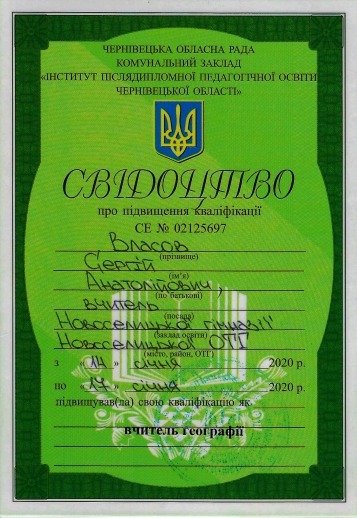 ЧЕРНІВЕЦЬКА ОБЛАСНА РАДА
КОМУНАЛЬНИЙ ЗАКЛАД
«ІНСТИТУТ ПІСЛЯДИПЛОМНОЇ ПЕДАГОГІЧНОЇ ОСВІТИ
ЧЕРНІВЕЦЬКОЇ ОБЛАСТІ»
СВІДОЦТВО
про підвищення кваліфікації
СЕ № 02125697
Власов
(прізвище)
Сергій
(ім'я)
Анатолійович,
(по батькові)
вчитель
(посада)
Новоселицької гімназії
(заклад освіти)
Новоселицької ОТГ
(місто, район, ОТГ)
з «14» січня 2020 р.
по «17» січня 2020 р.
підвищував(ла) свою кваліфікацію як
вчитель географії